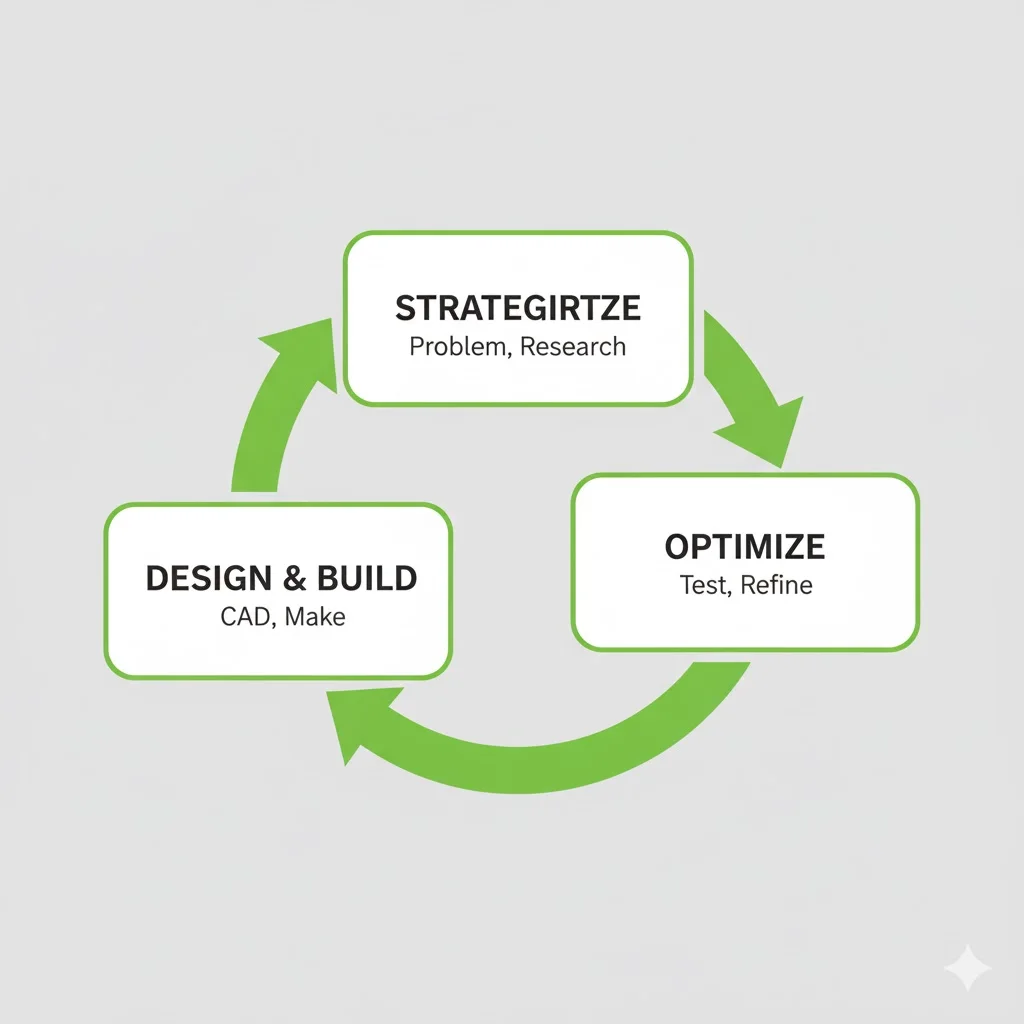 STRATEGIRTZE
Problem, Research
OPTIMIZE
Test, Refine
DESIGN & BUILD
CAD, Make